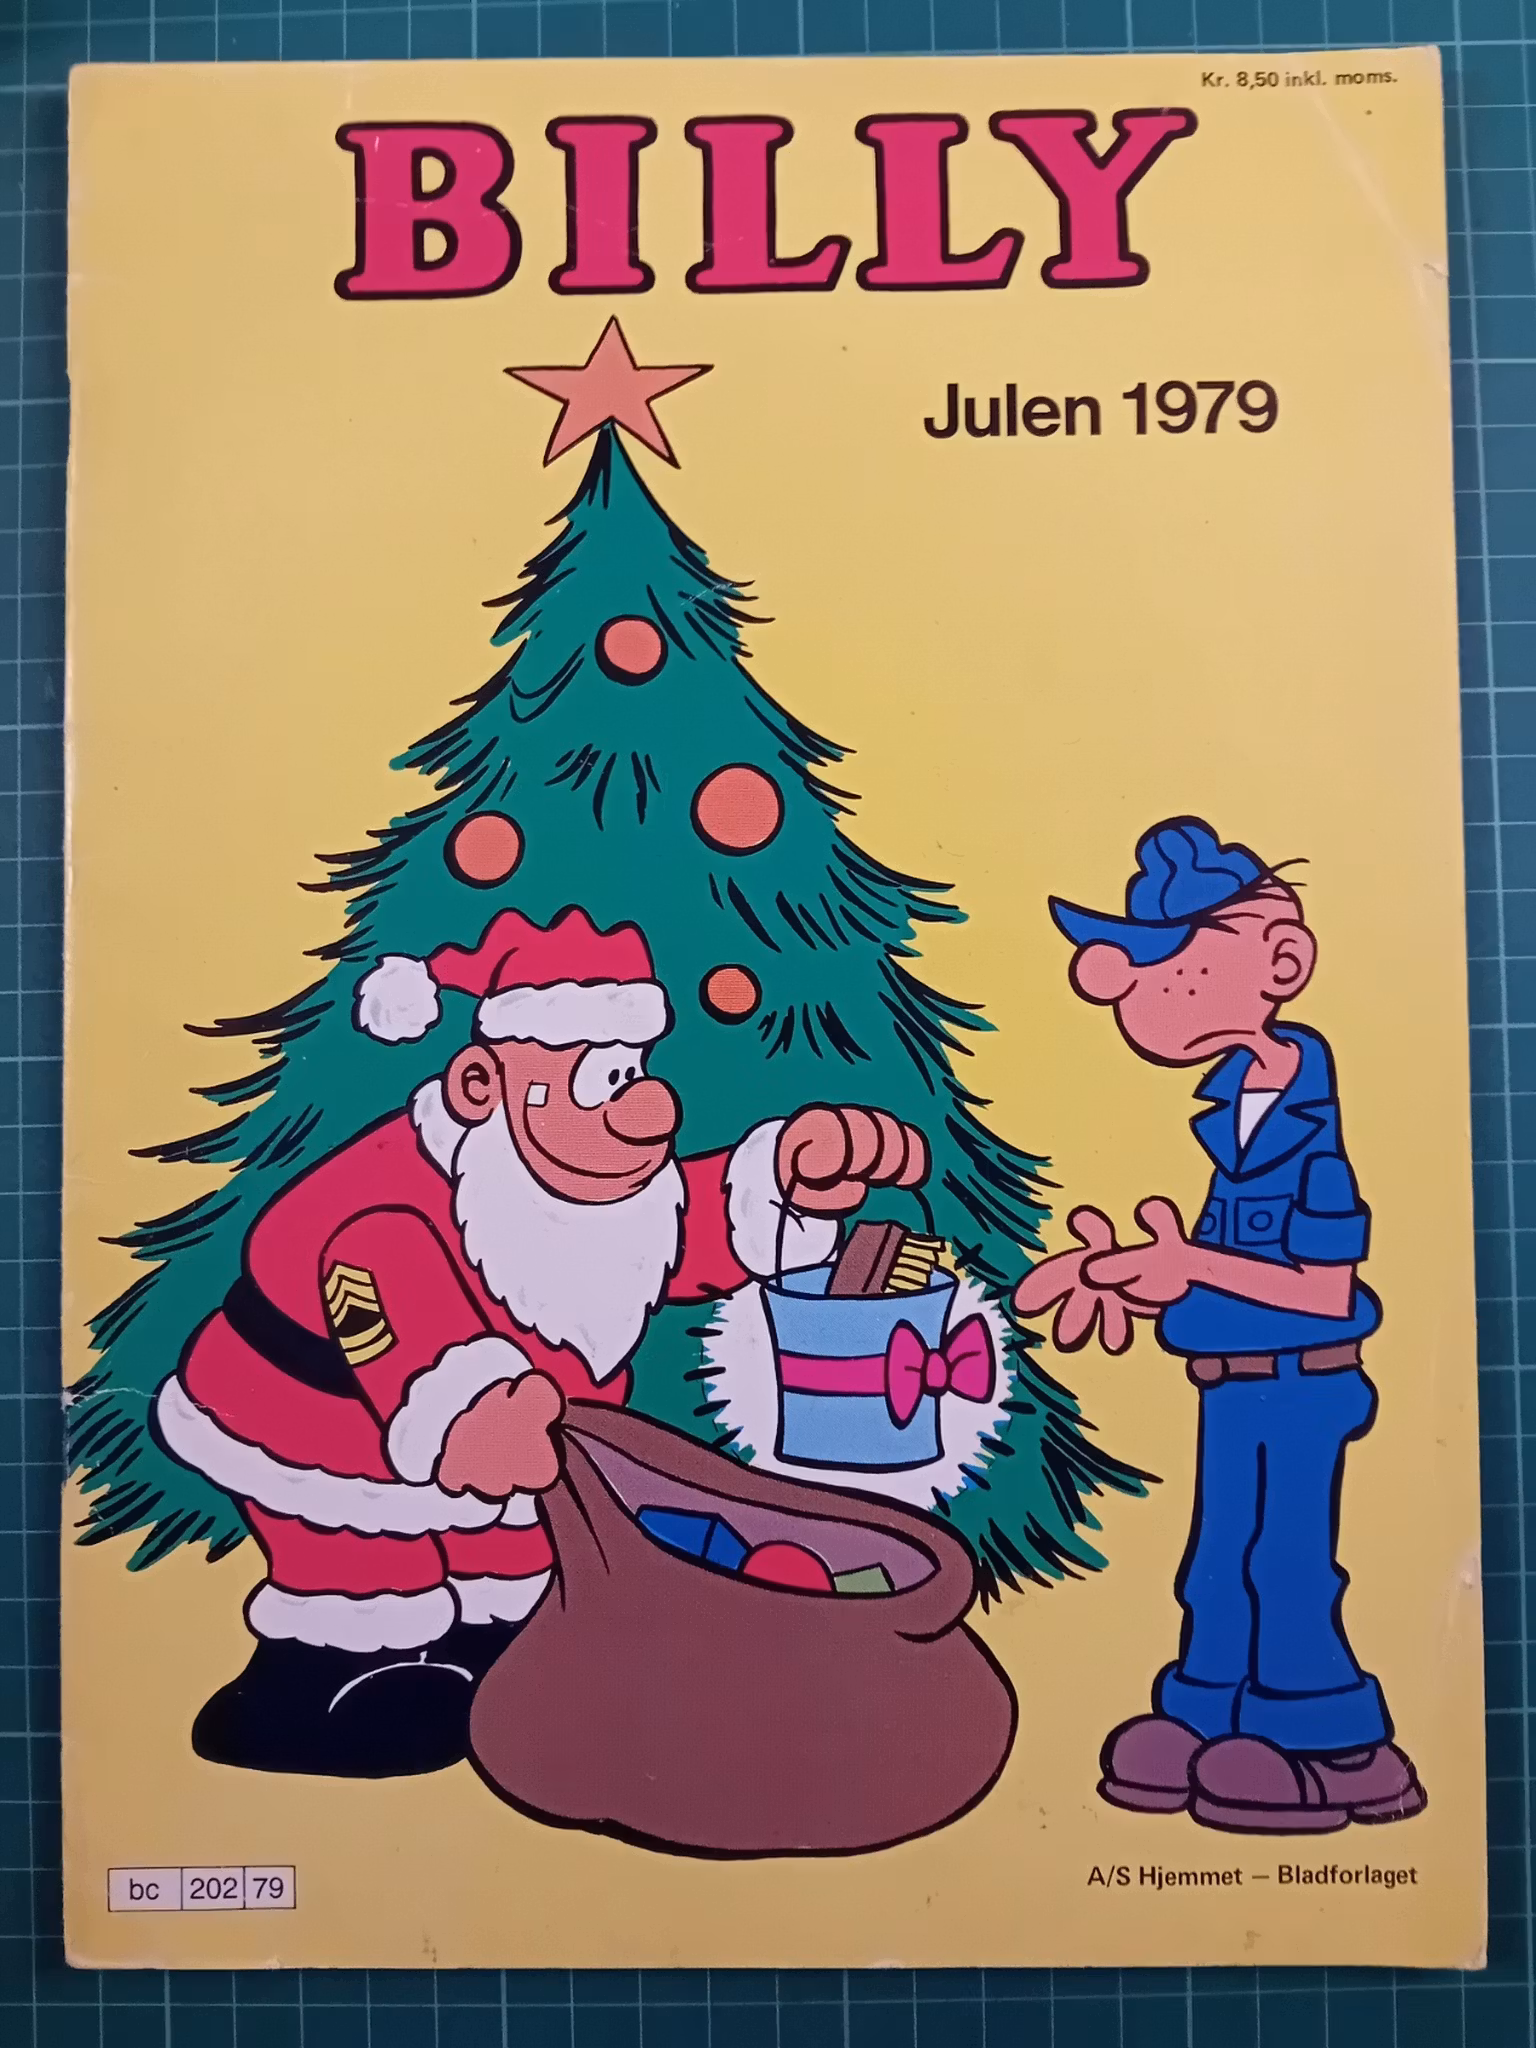 Kr. 8,50 inkl. moms.
BILLY
Julen 1979
bc 202 79
A/S Hjemmet — Bladforlaget